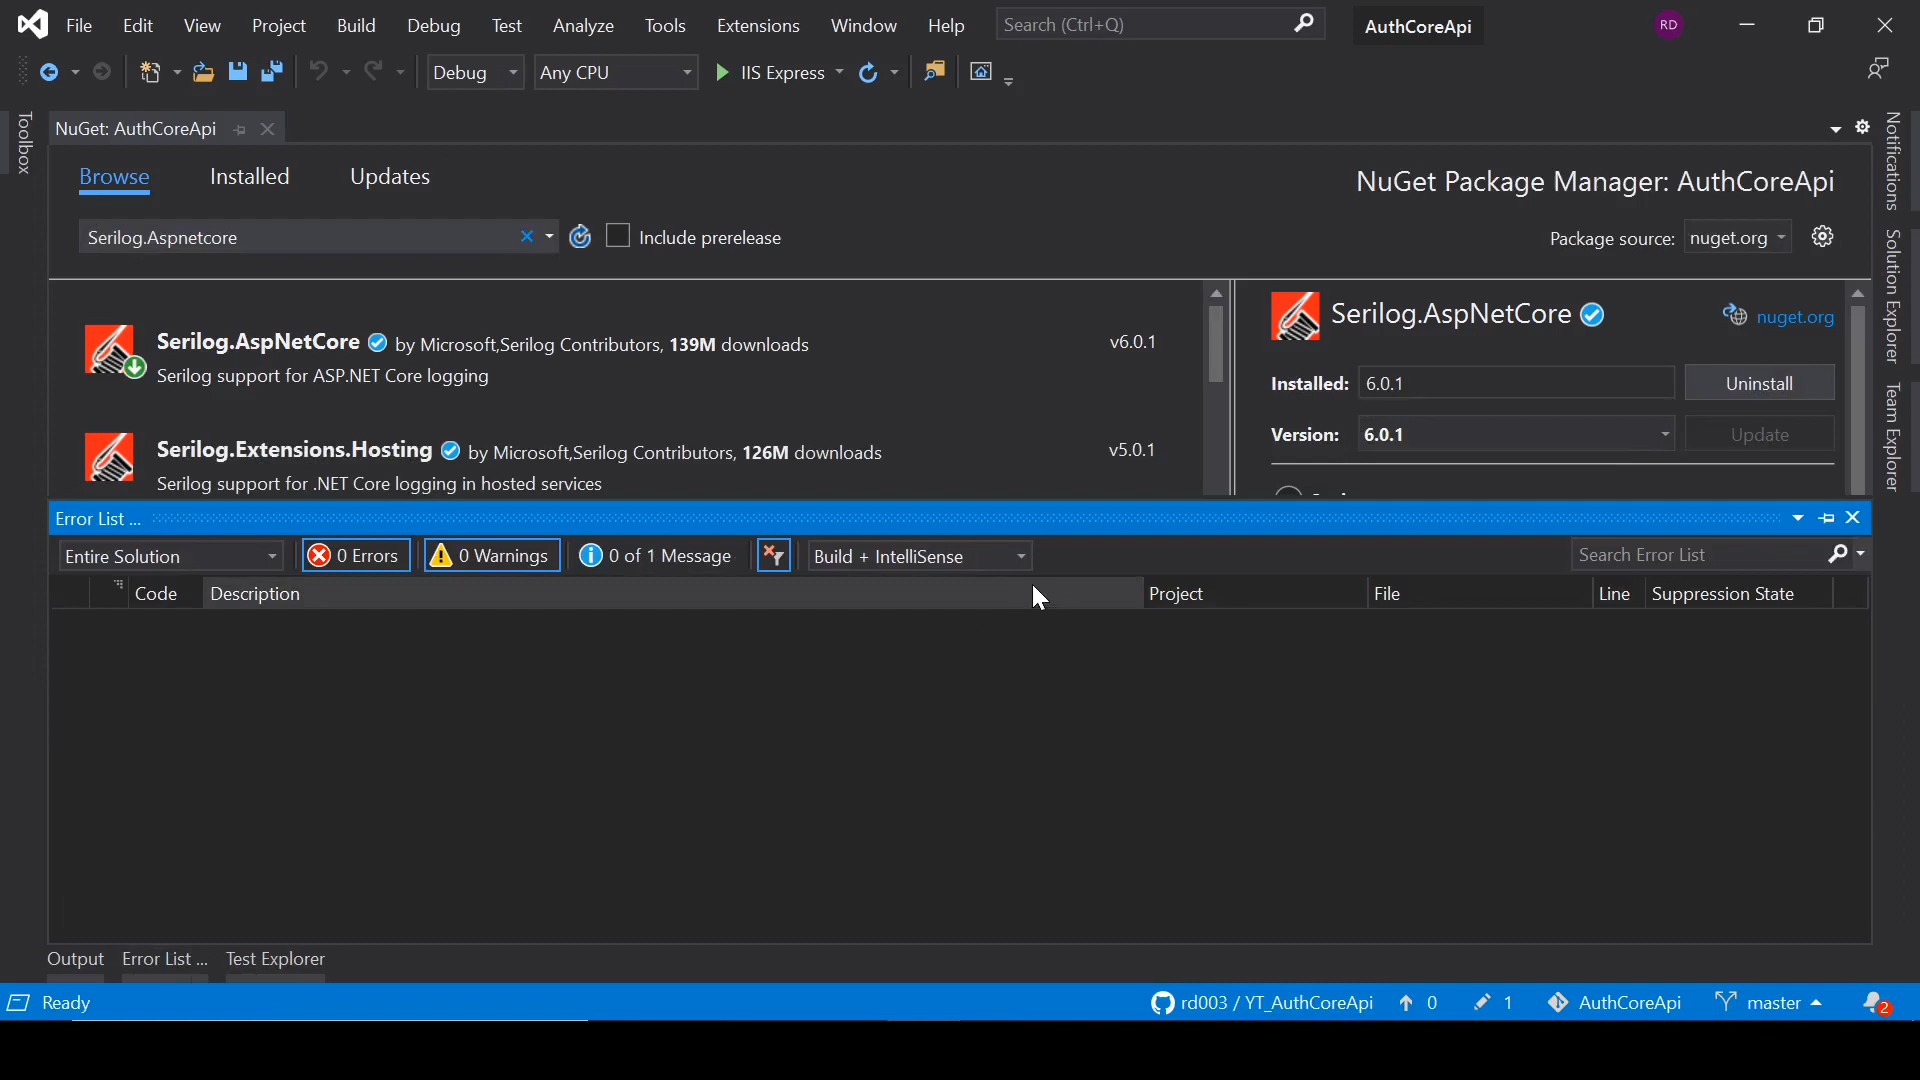 File Edit View Project Build Debug Test Analyze Tools Extensions Window Help Search (Ctrl+Q) AuthCoreApi RD
Debug Any CPU IIS Express
Toolbox
NuGet: AuthCoreApi
Browse Installed Updates
NuGet Package Manager: AuthCoreApi
Serilog.Aspnetcore Include prerelease Package source: nuget.org
Serilog.AspNetCore by Microsoft,Serilog Contributors, 139M downloads v6.0.1
Serilog support for ASP.NET Core logging
Serilog.Extensions.Hosting by Microsoft,Serilog Contributors, 126M downloads v5.0.1
Serilog support for .NET Core logging in hosted services
Serilog.AspNetCore nuget.org
Installed: 6.0.1 Uninstall
Version: 6.0.1 Update
Notifications
Solution Explorer
Team Explorer
Error List ...
Entire Solution 0 Errors 0 Warnings 0 of 1 Message Build + IntelliSense Search Error List
Code Description Project File Line Suppression State
Output Error List ... Test Explorer
Ready rd003 / YT_AuthCoreApi 0 1 AuthCoreApi master 2